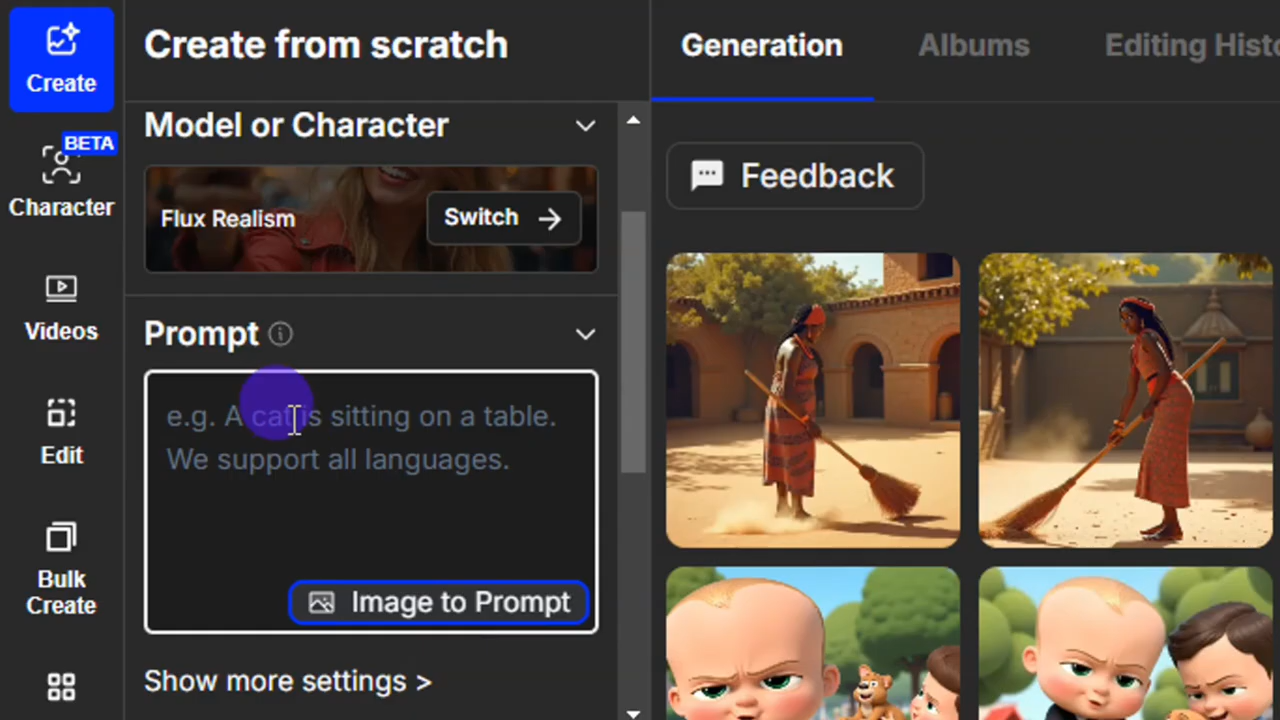 Create
BETA
Character
Videos
Edit
Bulk
Create
Create from scratch
Model or Character
Flux Realism
Switch
Prompt
e.g. A cat is sitting on a table.
We support all languages.
Image to Prompt
Show more settings >
Generation
Albums
Editing Histo
Feedback